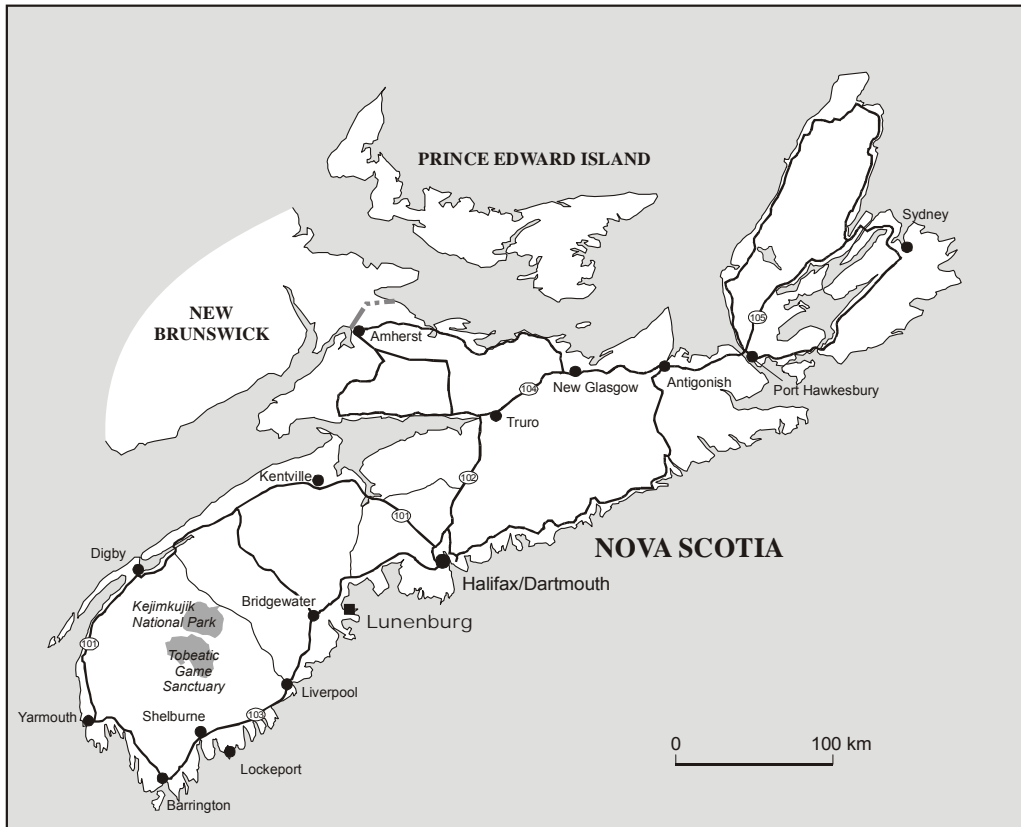 PRINCE EDWARD ISLAND
Sydney
NEW
BRUNSWICK
105
Amherst
New Glasgow
Antigonish
Port Hawkesbury
104
Truro
Kentville
102
101
NOVA SCOTIA
Digby
Halifax/Dartmouth
Kejimkujik
National Park
Bridgewater
Lunenburg
101
Tobeatic
Game
Sanctuary
Liverpool
Yarmouth
Shelburne
103
Lockeport
Barrington
0
100 km